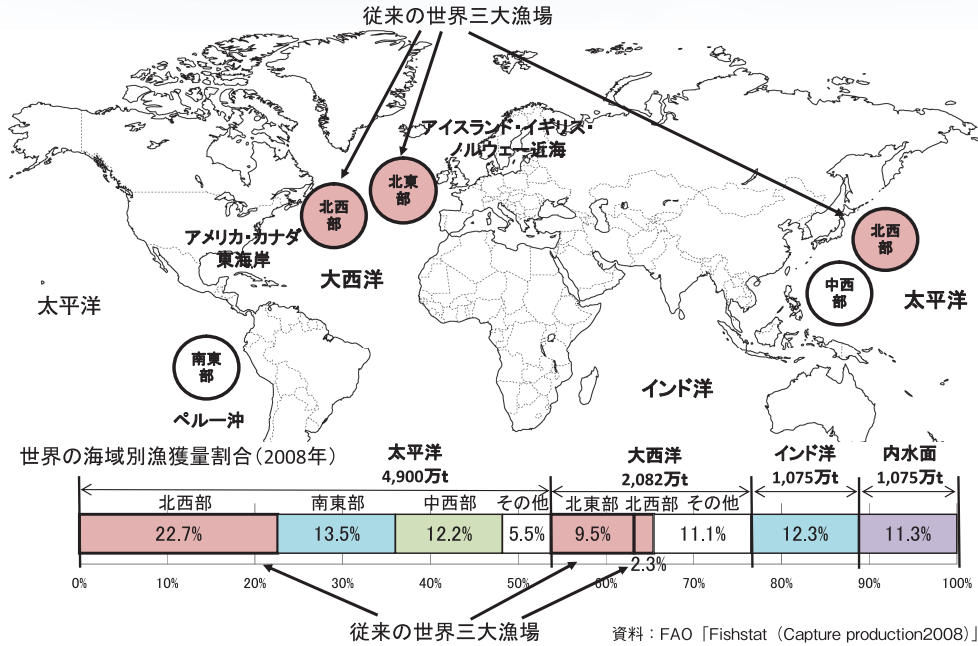 従来の世界三大漁場
アイスランド・イギリス・
ノルウェー近海
北東
部
北西
部
アメリカ・カナダ
東海岸
大西洋
北西
部
中西
部
太平洋
太平洋
南東
部
ペルー沖
インド洋
世界の海域別漁獲量割合(2008年)
太平洋
4,900万t
大西洋
2,082万t
インド洋
1,075万t
内水面
1,075万t
北西部 南東部 中西部 その他 北東部 北西部 その他
22.7% 13.5% 12.2% 5.5% 9.5% 11.1% 12.3% 11.3%
2.3%
0% 10% 20% 30% 40% 50% 60% 70% 80% 90% 100%
従来の世界三大漁場
資料:FAO「Fishstat(Capture production2008)」